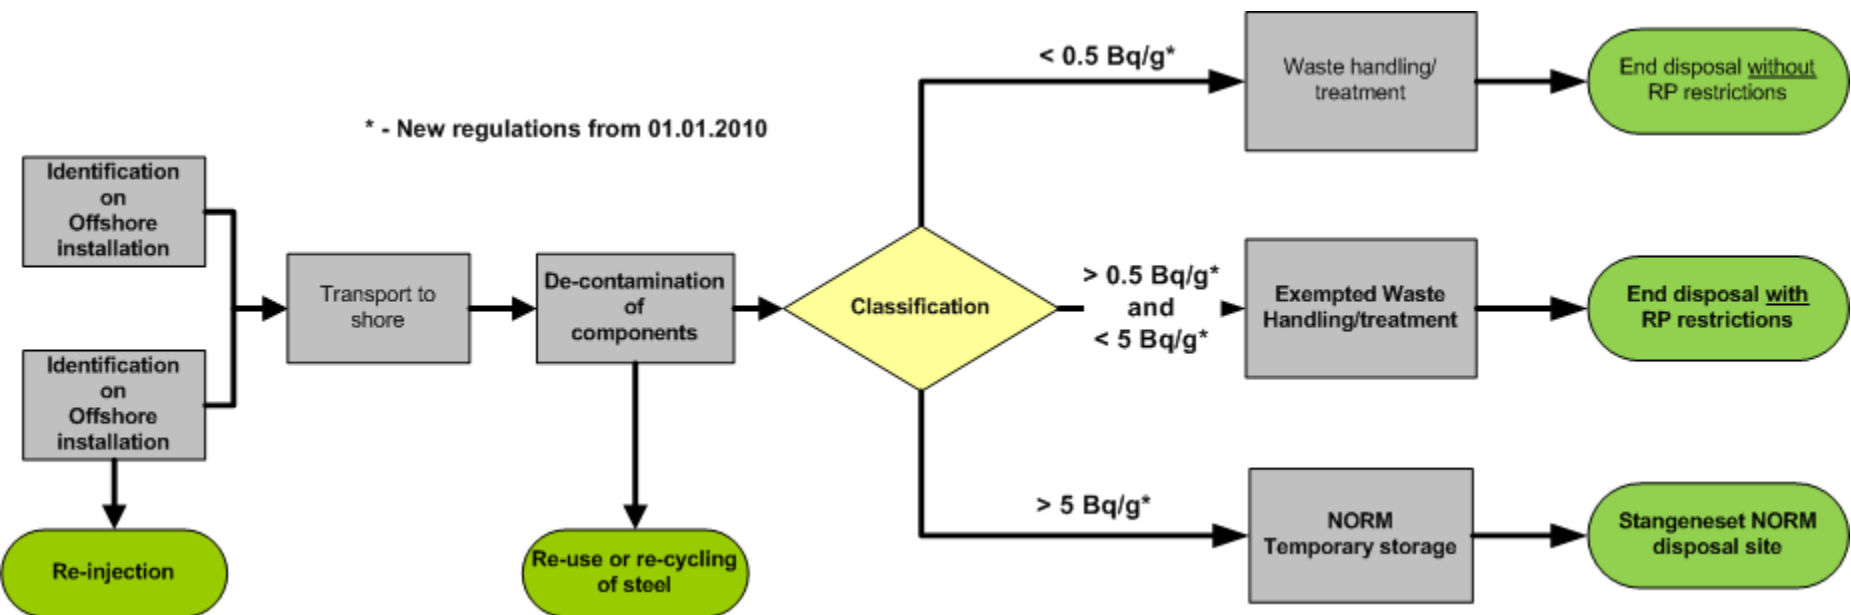 * - New regulations from 01.01.2010
Identification
on
Offshore
installation
Identification
on
Offshore
installation
Re-injection
Transport to
shore
De-contamination
of
components
Re-use or re-cycling
of steel
Classification
< 0.5 Bq/g*
Waste handling/
treatment
End disposal without
RP restrictions
> 0.5 Bq/g*
and
< 5 Bq/g*
Exempted Waste
Handling/treatment
End disposal with
RP restrictions
> 5 Bq/g*
NORM
Temporary storage
Stangeneset NORM
disposal site